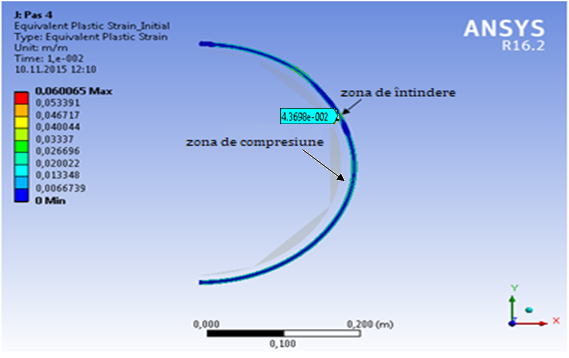 J: Pas 4
Equivalent Plastic Strain_Initial
Type: Equivalent Plastic Strain
Unit: m/m
Time: 1,e-002
10.11.2015 12:10
0,060065 Max
0,053391
0,046717
0,040044
0,03337
0,026696
0,020022
0,013348
0,0066739
0 Min
ANSYS
R16.2
zona de întindere
4.3698e-002
zona de compresiune
0,000
0,200 (m)
0,100
Y
X